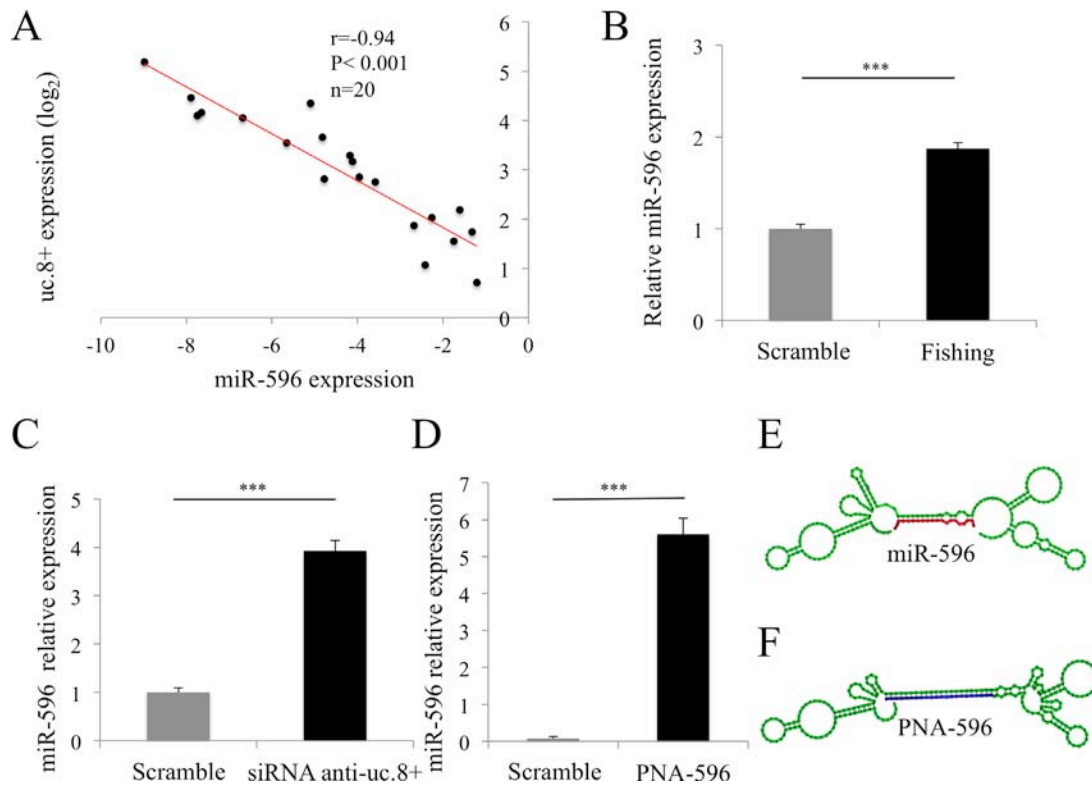 A
r=-0.94
P< 0.001
n=20
uc.8+ expression (log2)
6
5
4
3
2
1
0
-10 -8 -6 -4 -2 0
miR-596 expression
B
***
Relative miR-596 expression
3
2
1
0
Scramble Fishing
C
***
miR-596 relative expression
5
4
3
2
1
0
Scramble siRNA anti-uc.8+
D
***
miR-596 relative expression
7
6
5
4
3
2
1
0
Scramble PNA-596
E
miR-596
F
PNA-596